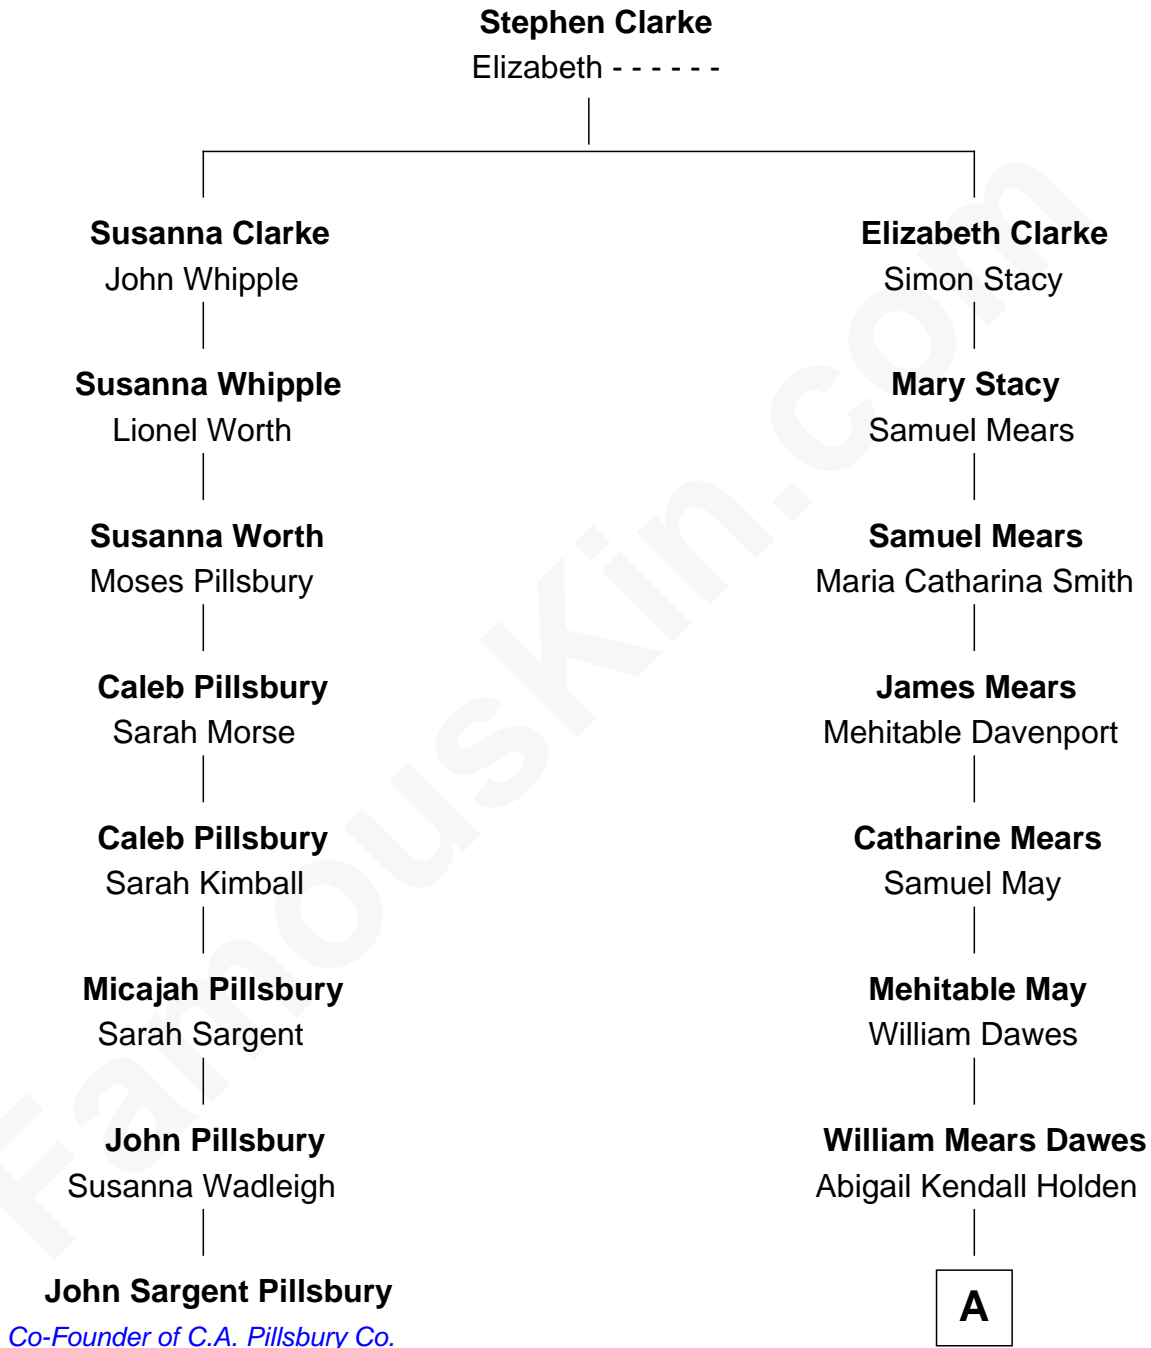 Stephen Clarke
Elizabeth - - - - - -
Susanna Clarke
John Whipple
Elizabeth Clarke
Simon Stacy
Susanna Whipple
Lionel Worth
Mary Stacy
Samuel Mears
Susanna Worth
Moses Pillsbury
Samuel Mears
Maria Catharina Smith
Caleb Pillsbury
Sarah Morse
James Mears
Mehitable Davenport
Caleb Pillsbury
Sarah Kimball
Catharine Mears
Samuel May
Micajah Pillsbury
Sarah Sargent
Mehitable May
William Dawes
John Pillsbury
Susanna Wadleigh
William Mears Dawes
Abigail Kendall Holden
John Sargent Pillsbury
Co-Founder of C.A. Pillsbury Co.
A
FamousKin.com